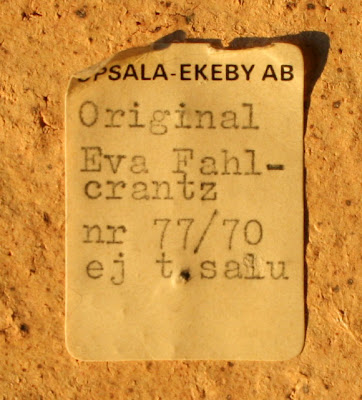 UPSALA-EKEBY AB
Original
Eva Fahl-
crantz
nr 77/70
ej t.salu